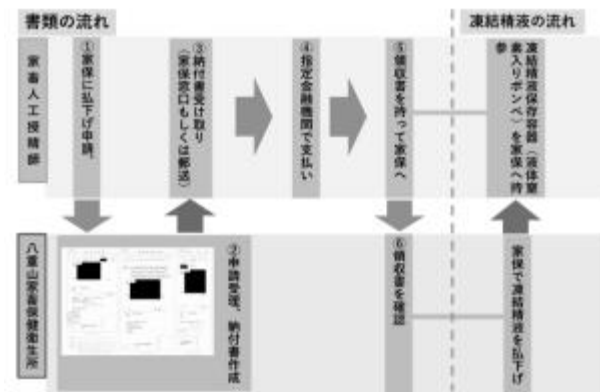 書類の流れ
凍結精液の流れ
家畜人工授精師
①家保に払下げ申請、
③納付書受け取り
(家保窓口もしくは郵送)
④指定金融機関で支払い
⑤領収書を持って家保へ
凍結精液保存容器(液体窒
素入りボンベ)を家保へ持
参
八重山家畜保健衛生所
②申請受理、納付書作成
⑥領収書を確認
家保で凍結精液を払下げ